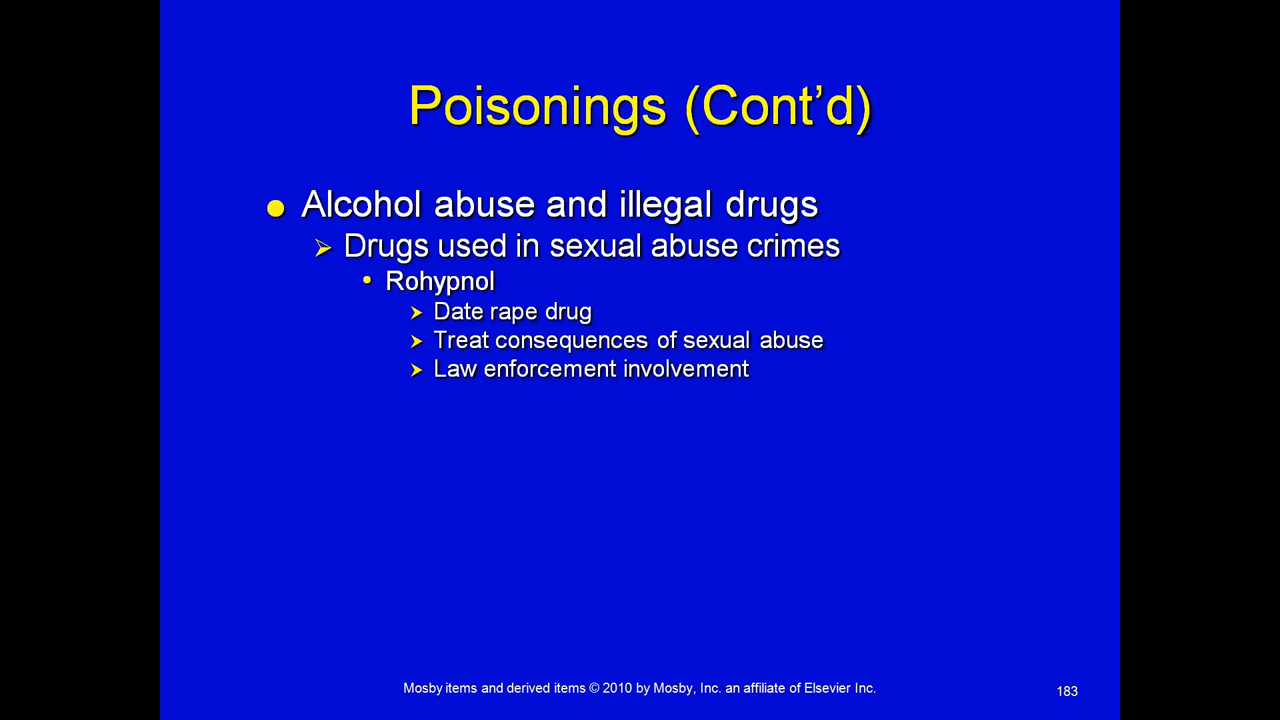 Poisonings (Cont’d)
Alcohol abuse and illegal drugs
Drugs used in sexual abuse crimes
Rohypnol
Date rape drug
Treat consequences of sexual abuse
Law enforcement involvement
Mosby items and derived items © 2010 by Mosby, Inc. an affiliate of Elsevier Inc.
183